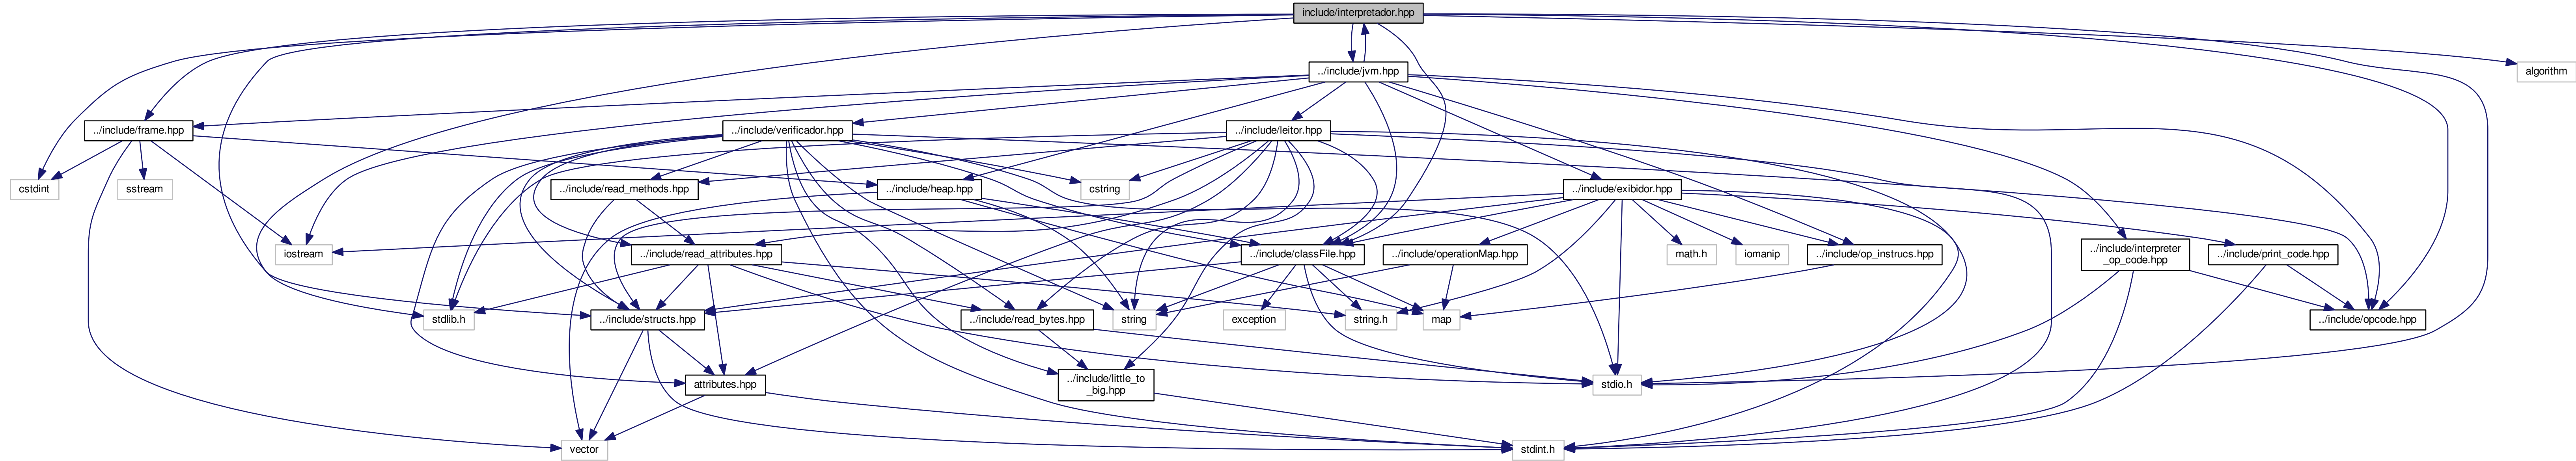 include/interpretador.hpp
../include/jvm.hpp
algorithm
../include/frame.hpp
../include/verificador.hpp
../include/leitor.hpp
cstdint
sstream
../include/read_methods.hpp
../include/heap.hpp
cstring
../include/exibidor.hpp
iostream
../include/read_attributes.hpp
../include/classFile.hpp
../include/operationMap.hpp
math.h
iomanip
../include/op_instrucs.hpp
../include/interpreter
_op_code.hpp
../include/print_code.hpp
stdlib.h
../include/structs.hpp
../include/read_bytes.hpp
string
exception
string.h
map
../include/opcode.hpp
attributes.hpp
../include/little_to
_big.hpp
stdio.h
vector
stdint.h